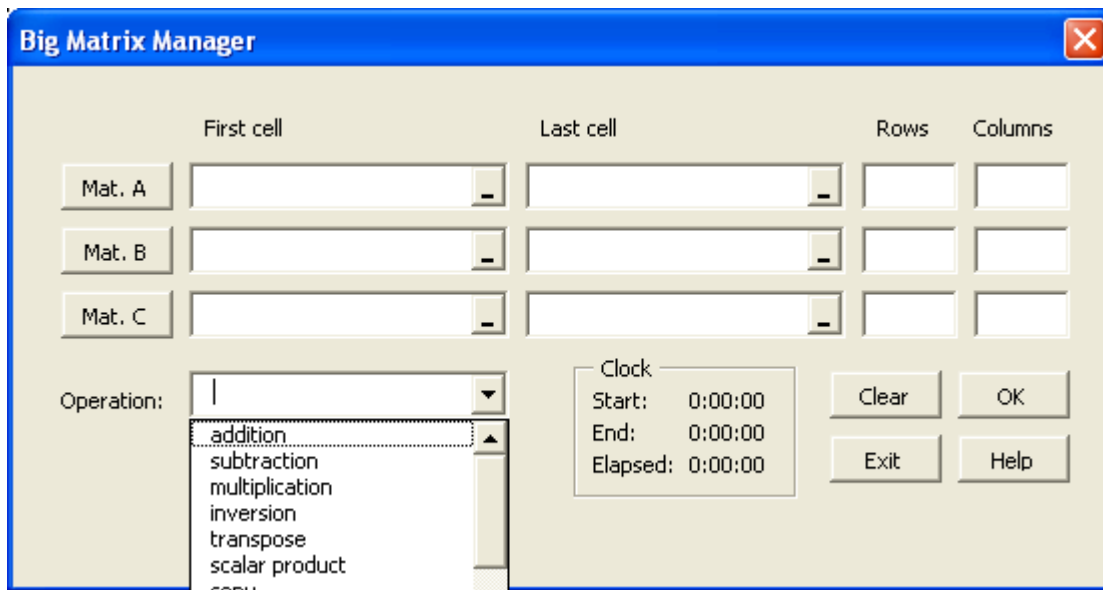 Big Matrix Manager
First cell Last cell Rows Columns
Mat. A
Mat. B
Mat. C
Operation:
addition
subtraction
multiplication
inversion
transpose
scalar product
Clock
Start: 0:00:00
End: 0:00:00
Elapsed: 0:00:00
Clear OK
Exit Help